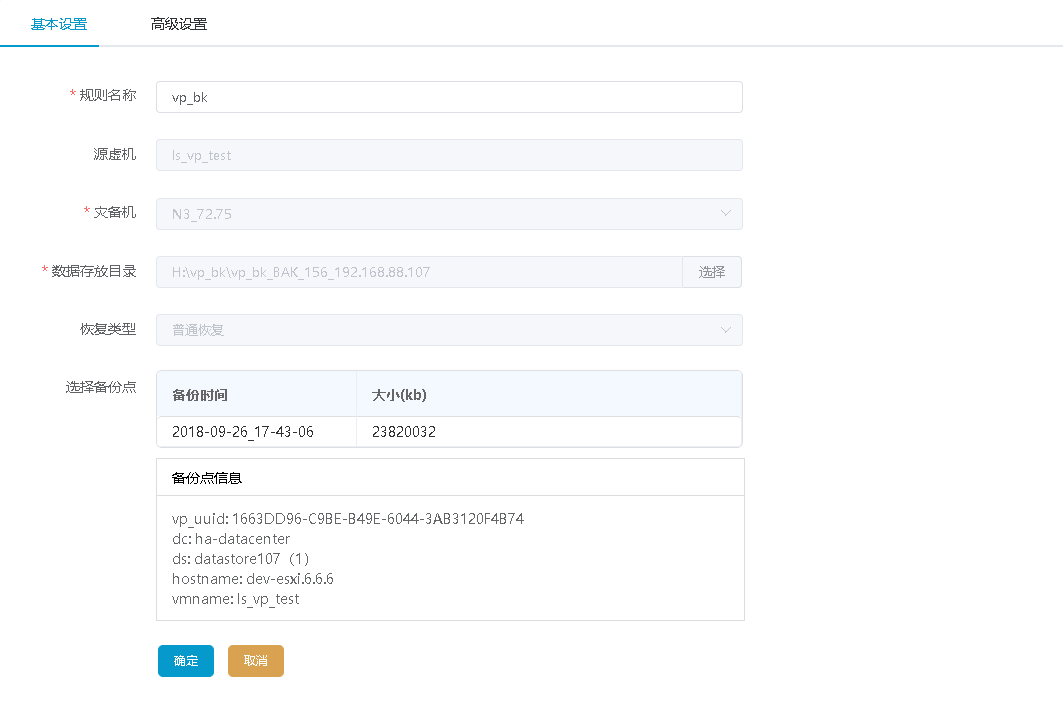 基本设置 高级设置
* 规则名称 vp_bk
源虚机 ls_vp_test
* 灾备机 N3_72.75
* 数据存放目录 H:\vp_bk\vp_bk_BAK_156_192.168.88.107 选择
恢复类型 普通恢复
选择备份点 备份时间 大小(kb)
2018-09-26_17-43-06 23820032
备份点信息
vp_uuid: 1663DD96-C9BE-B49E-6044-3AB3120F4B74
dc: ha-datacenter
ds: datastore107（1）
hostname: dev-esxi.6.6.6
vmname: ls_vp_test
确定 取消